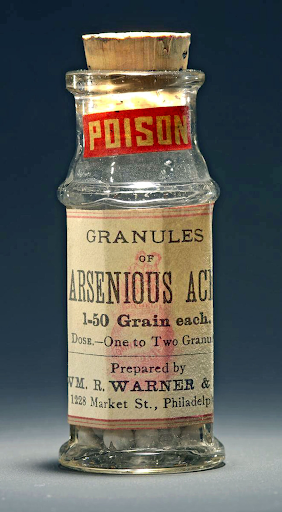 POISON
GRANULES
OF
ARSENIOUS ACI
1-50 Grain each.
DOSE.—One to Two Granu
Prepared by
WM. R. WARNER &
1228 Market St., Philadelp